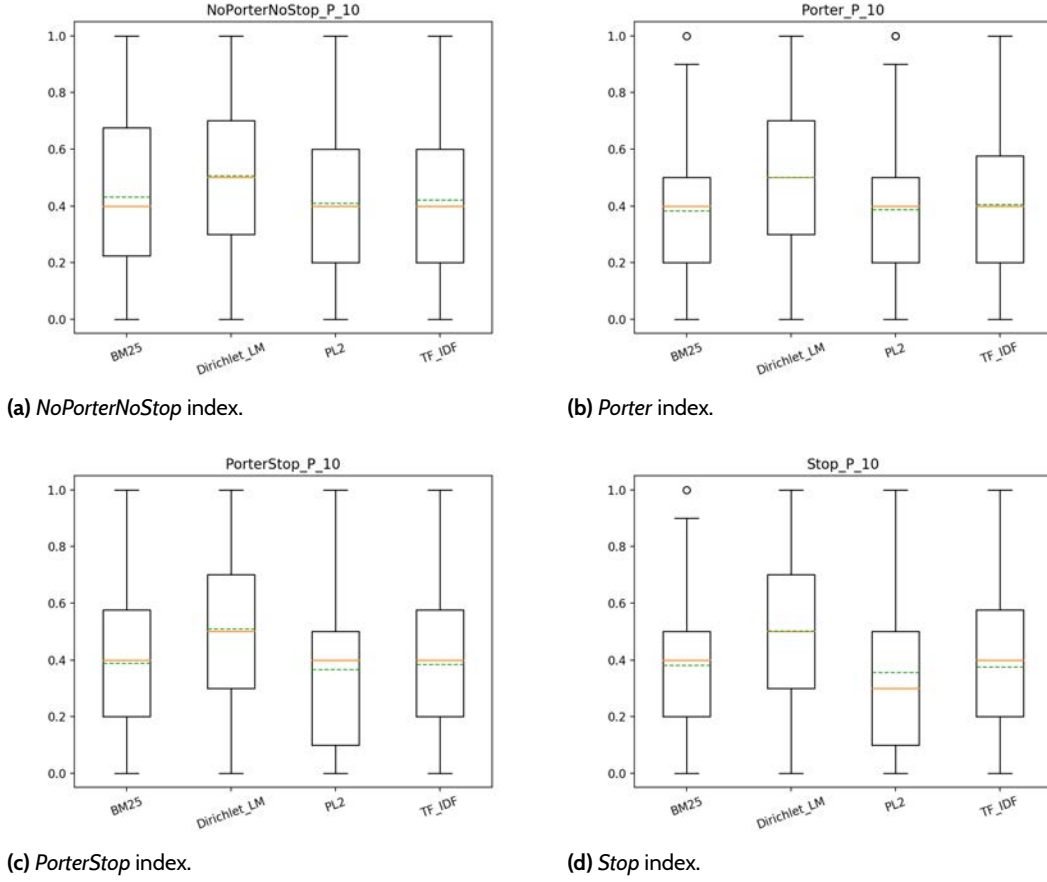 NoPorterNoStop_P_10
1.0
0.8
0.6
0.4
0.2
0.0
BM25
Dirichlet_LM
PL2
TF_IDF
(a) NoPorterNoStop index.
Porter_P_10
1.0
0.8
0.6
0.4
0.2
0.0
BM25
Dirichlet_LM
PL2
TF_IDF
(b) Porter index.
PorterStop_P_10
1.0
0.8
0.6
0.4
0.2
0.0
BM25
Dirichlet_LM
PL2
TF_IDF
(c) PorterStop index.
Stop_P_10
1.0
0.8
0.6
0.4
0.2
0.0
BM25
Dirichlet_LM
PL2
TF_IDF
(d) Stop index.